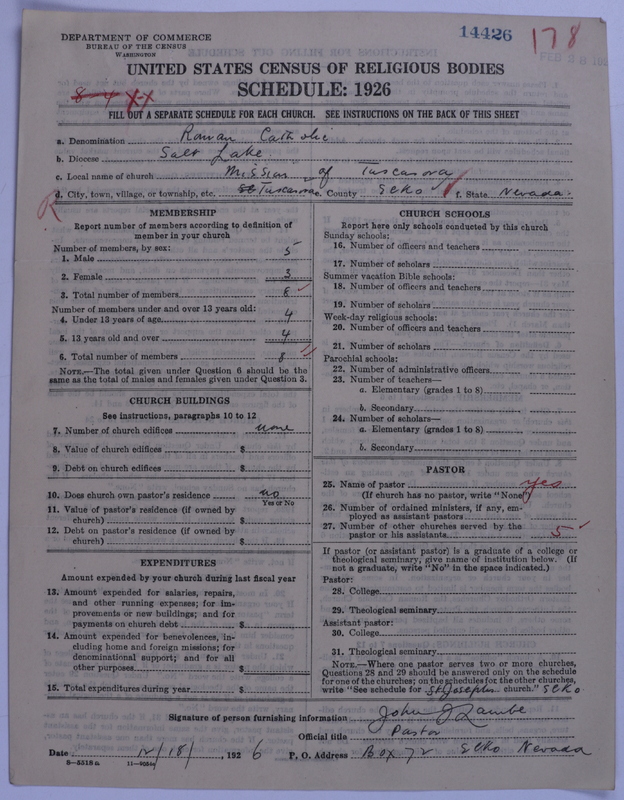 DEPARTMENT OF COMMERCE
BUREAU OF THE CENSUS
WASHINGTON
14426
178
UNITED STATES CENSUS OF RELIGIOUS BODIES
SCHEDULE: 1926
8-4
FILL OUT A SEPARATE SCHEDULE FOR EACH CHURCH. SEE INSTRUCTIONS ON THE BACK OF THIS SHEET
a. Denomination Roman Catholic
b. Diocese Salt Lake
c. Local name of church Mission of Tuscarora
d. City, town, village, or township, etc. Tuscarora e. County Elko f. State Nevada.
R
MEMBERSHIP
Report number of members according to definition of member in your church
Number of members, by sex:
1. Male 5
2. Female 3
3. Total number of members 8
Number of members under and over 13 years old:
4. Under 13 years of age 4
5. 13 years old and over 4
6. Total number of members 8
NOTE.—The total given under Question 6 should be the
same as the total of males and females given under Question 3.
CHURCH BUILDINGS
See instructions, paragraphs 10 to 12
7. Number of church edifices none
8. Value of church edifices $
9. Debt on church edifices $
10. Does church own pastor's residence no
Yes or No
11. Value of pastor's residence (if owned by
church) $
12. Debt on pastor's residence (if owned by
church) $
EXPENDITURES
Amount expended by your church during last fiscal year
13. Amount expended for salaries, repairs,
and other running expenses; for im-
provements or new buildings; and for
payments on church debt $
14. Amount expended for benevolences, in-
cluding home and foreign missions; for
denominational support; and for all
other purposes $
15. Total expenditures during year $
CHURCH SCHOOLS
Report here only schools conducted by this church
Sunday schools:
16. Number of officers and teachers
17. Number of scholars
Summer vacation Bible schools:
18. Number of officers and teachers
19. Number of scholars
Week-day religious schools:
20. Number of officers and teachers
21. Number of scholars
Parochial schools:
22. Number of administrative officers
23. Number of teachers—
a. Elementary (grades 1 to 8)
b. Secondary
24. Number of scholars—
a. Elementary (grades 1 to 8)
b. Secondary
PASTOR
25. Name of pastor yes
(If church has no pastor, write "None")
26. Number of ordained ministers, if any, em-
ployed as assistant pastors
27. Number of other churches served by the
pastor or his assistants 5
If pastor (or assistant pastor) is a graduate of a college or
theological seminary, give name of institution below. (If
not a graduate, write "No" in the space indicated.)
Pastor:
28. College
29. Theological seminary
Assistant pastor:
30. College
31. Theological seminary
NOTE.—Where one pastor serves two or more churches,
Questions 28 and 29 should be answered only on the schedule
for one of the churches; on the schedules for the other churches,
write "See schedule for St Josephs church." Elko
Signature of person furnishing information John J Lambe
Official title Pastor
Date 12/18/, 1926 P. O. Address Box 72 Elko Nevada
8—5518 a